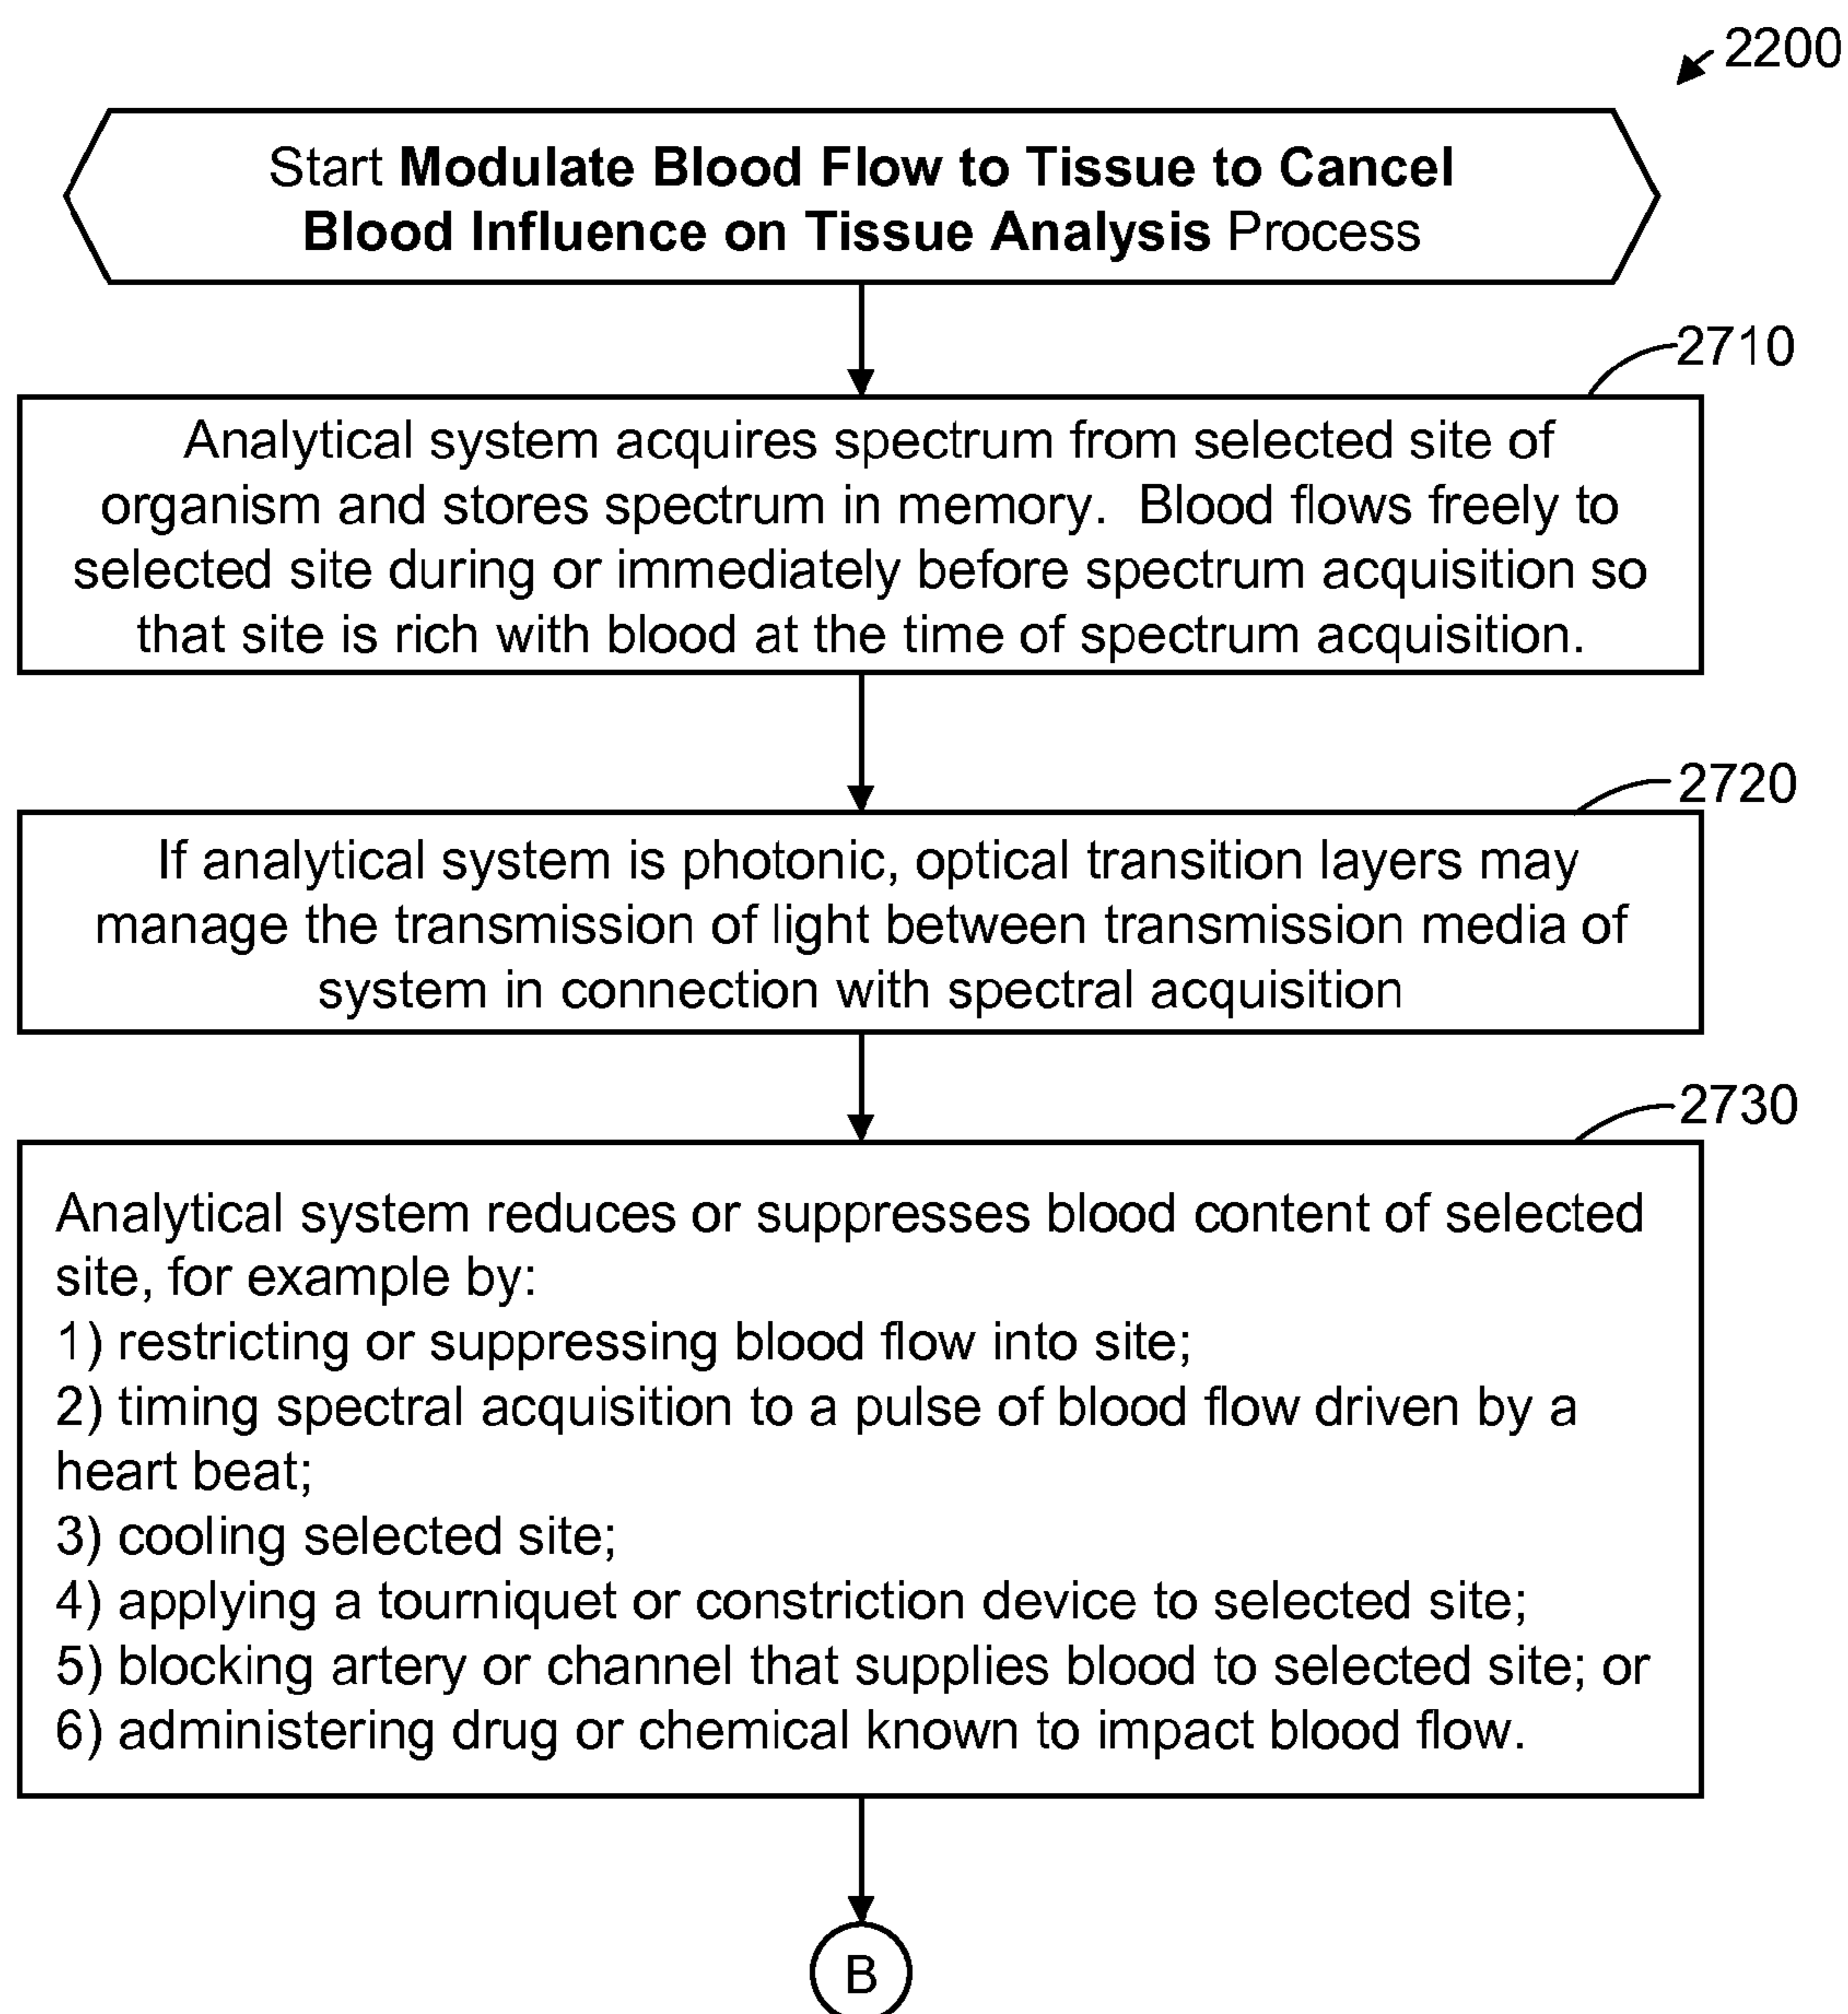 2200
Start Modulate Blood Flow to Tissue to Cancel
Blood Influence on Tissue Analysis Process
2710
Analytical system acquires spectrum from selected site of
organism and stores spectrum in memory.  Blood flows freely to
selected site during or immediately before spectrum acquisition so
that site is rich with blood at the time of spectrum acquisition.
2720
If analytical system is photonic, optical transition layers may
manage the transmission of light between transmission media of
system in connection with spectral acquisition
2730
Analytical system reduces or suppresses blood content of selected
site, for example by:
1) restricting or suppressing blood flow into site;
2) timing spectral acquisition to a pulse of blood flow driven by a
heart beat;
3) cooling selected site;
4) applying a tourniquet or constriction device to selected site;
5) blocking artery or channel that supplies blood to selected site; or
6) administering drug or chemical known to impact blood flow.
B